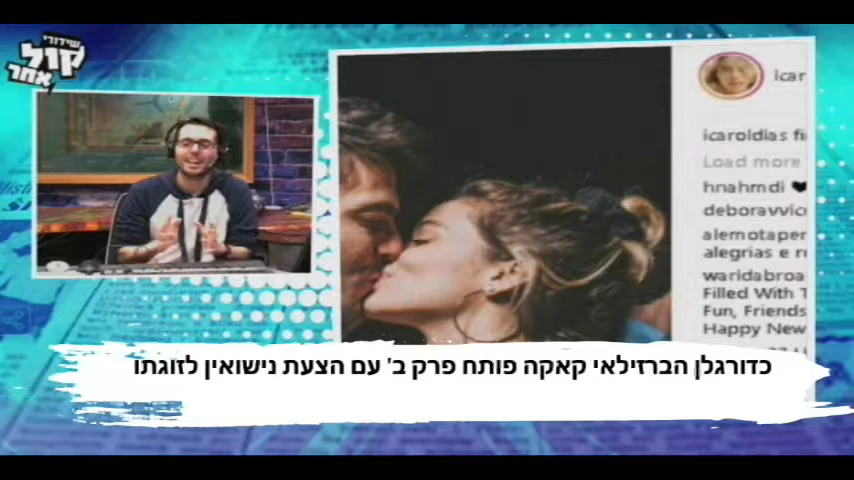 שידורי
קול
אחר
icar
icaroldias fi
Load more
hnahmdi ❤
deboravvic
alemotaper
alegrias e r
waridabroa
Filled With T
Fun, Friends
Happy New
כדורגלן הברזילאי קאקה פותח פרק ב' עם הצעת נישואין לזוגתו